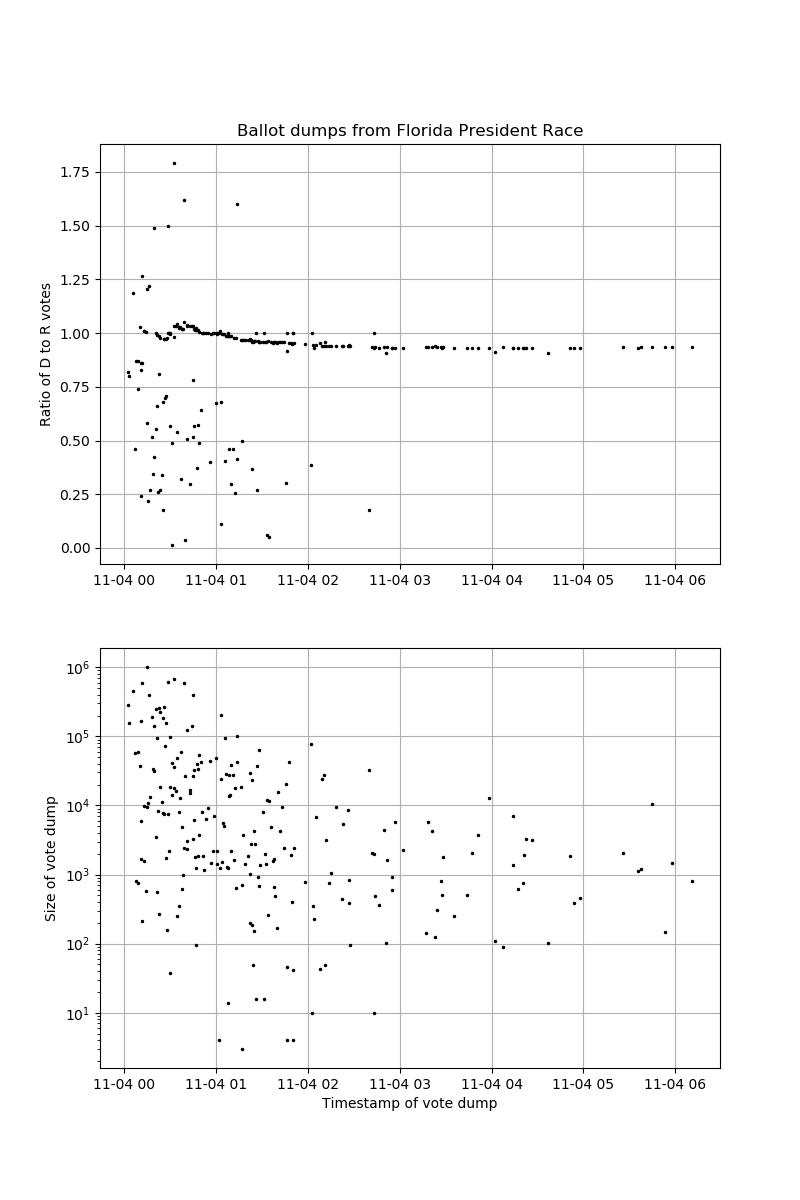 Ballot dumps from Florida President Race
Ratio of D to R votes
1.75
1.50
1.25
1.00
0.75
0.50
0.25
0.00
11-04 00 11-04 01 11-04 02 11-04 03 11-04 04 11-04 05 11-04 06
Size of vote dump
10⁶
10⁵
10⁴
10³
10²
10¹
11-04 00 11-04 01 11-04 02 11-04 03 11-04 04 11-04 05 11-04 06
Timestamp of vote dump